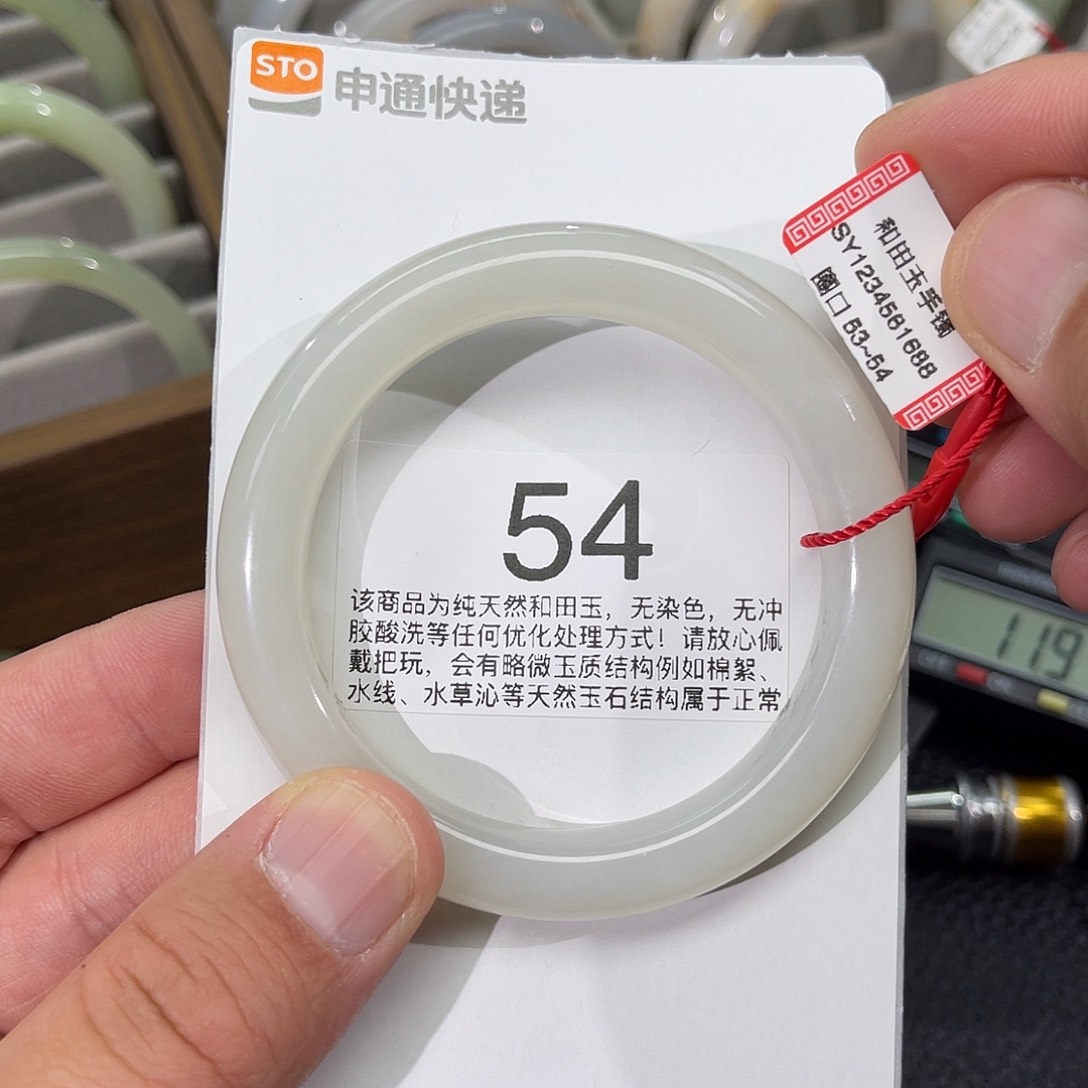 STO 申通快递
和田玉手镯
SY1234561688
圈口 53~54
54
该商品为纯天然和田玉，无染色，无冲
胶酸洗等任何优化处理方式！请放心佩
戴把玩，会有略微玉质结构例如棉絮、
水线、水草沁等天然玉石结构属于正常
119